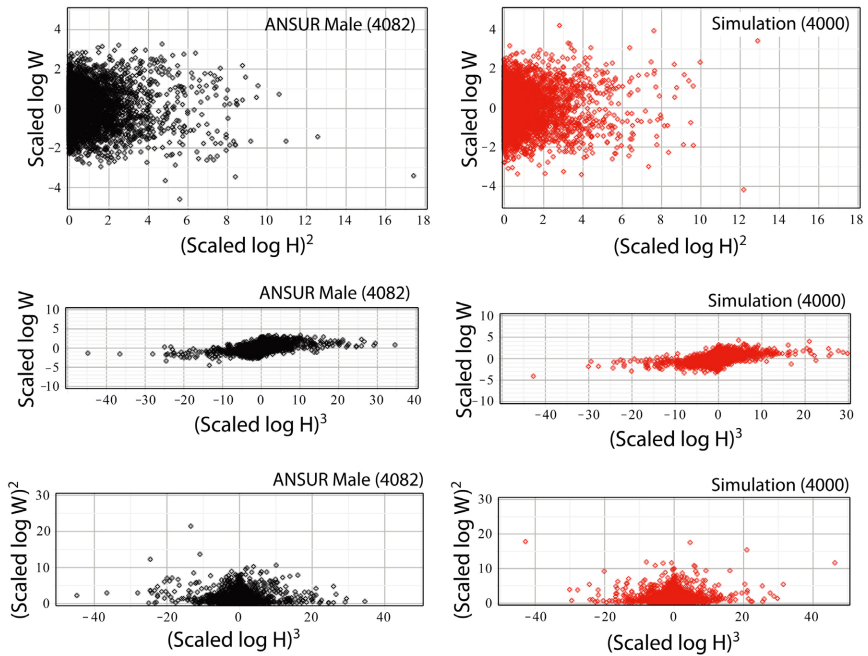 ANSUR Male (4082)
Scaled log W
4
2
0
−2
−4
0 2 4 6 8 10 12 14 16 18
(Scaled log H)2
Simulation (4000)
Scaled log W
4
2
0
−2
−4
0 2 4 6 8 10 12 14 16 18
(Scaled log H)2
ANSUR Male (4082)
Scaled log W
10
5
0
−5
−10
−50 −40 −30 −20 −10 0 10 20 30 40
(Scaled log H)3
Simulation (4000)
Scaled log W
10
5
0
−5
−10
−40 −30 −20 −10 0 10 20 30
(Scaled log H)3
ANSUR Male (4082)
(Scaled log W)2
30
20
10
0
−40 −20 0 20 40
(Scaled log H)3
Simulation (4000)
(Scaled log W)2
30
20
10
0
−40 −20 0 20 40
(Scaled log H)3